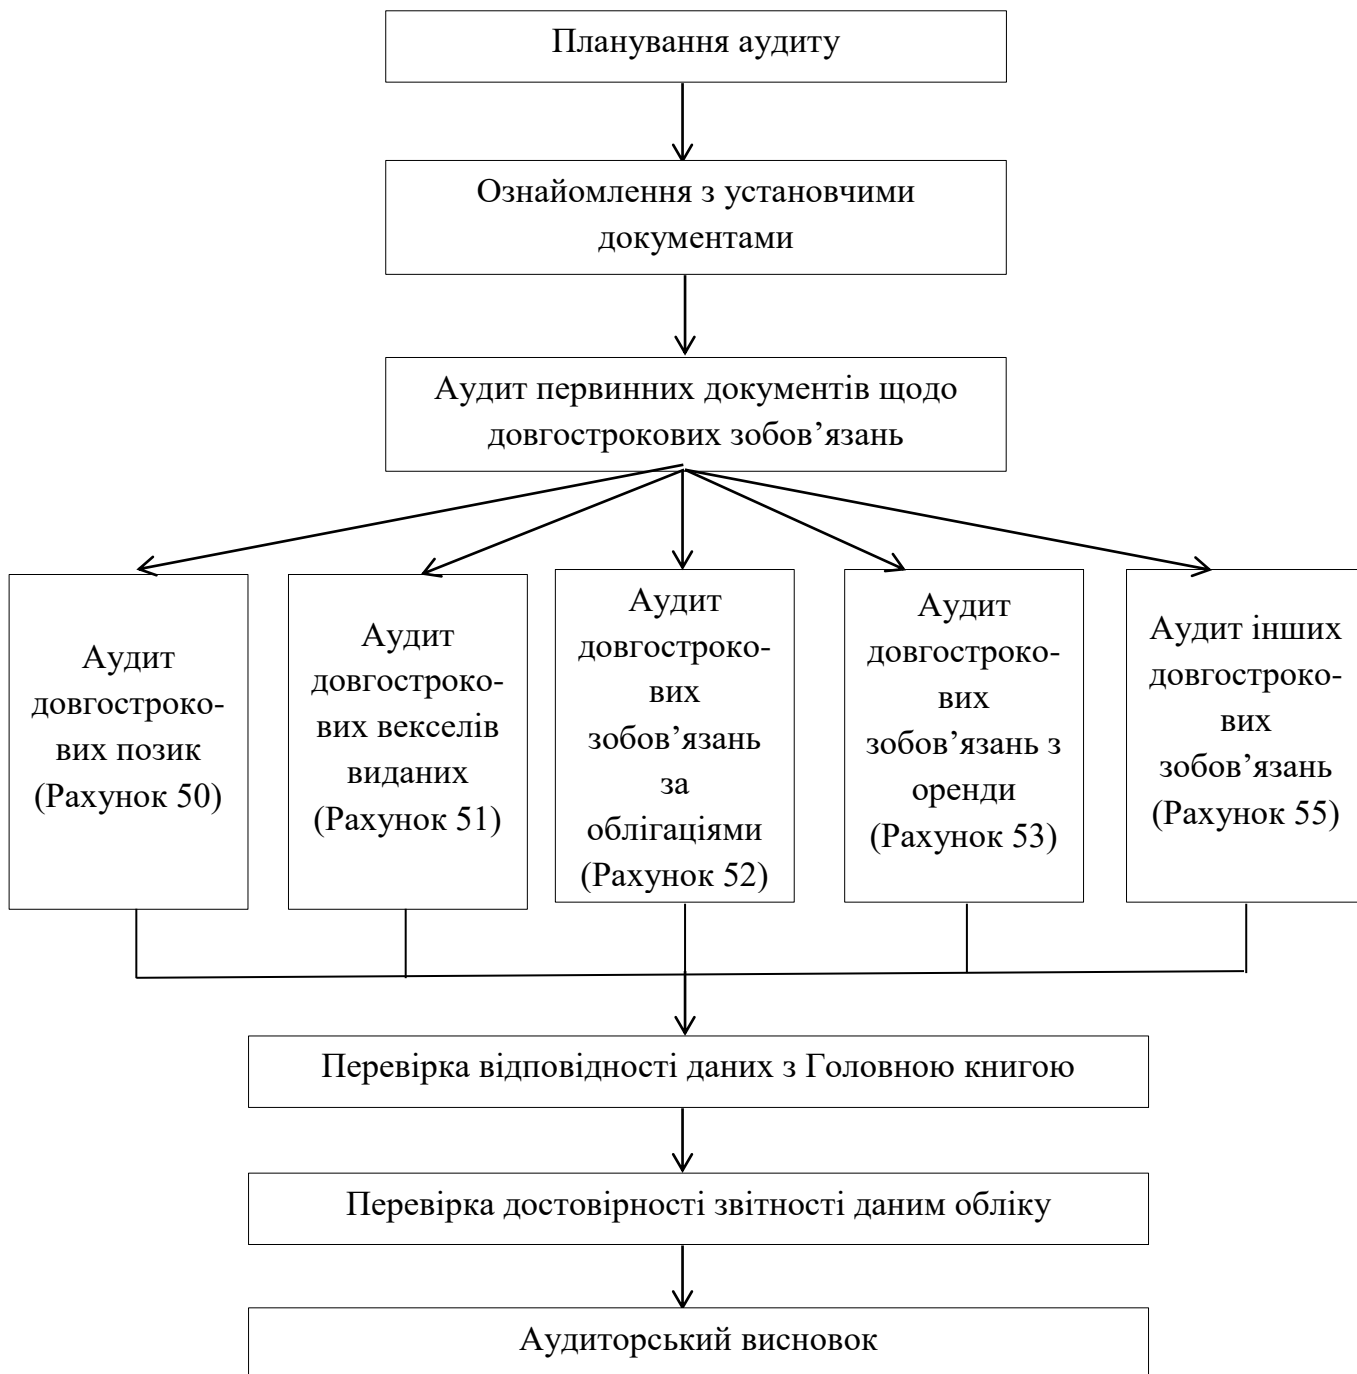 Планування аудиту
Ознайомлення з установчими
документами
Аудит первинних документів щодо
довгострокових зобов’язань
Аудит
довгостроко-
вих позик
(Рахунок 50)
Аудит
довгостроко-
вих векселів
виданих
(Рахунок 51)
Аудит
довгостроко-
вих
зобов’язань
за
облігаціями
(Рахунок 52)
Аудит
довгостроко-
вих
зобов’язань з
оренди
(Рахунок 53)
Аудит інших
довгостроко-
вих
зобов’язань
(Рахунок 55)
Перевірка відповідності даних з Головною книгою
Перевірка достовірності звітності даним обліку
Аудиторський висновок